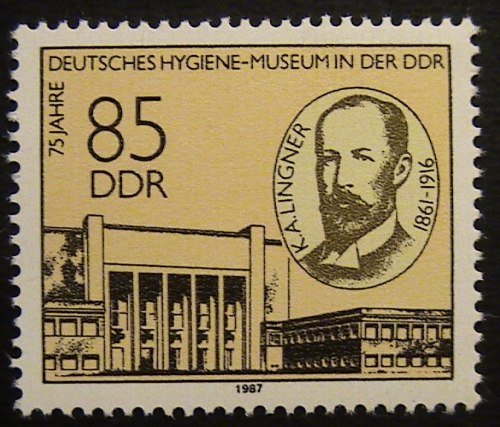 DEUTSCHES HYGIENE-MUSEUM IN DER DDR
75 JAHRE
85
DDR
K.A.LINGNER
1861-1916
1987